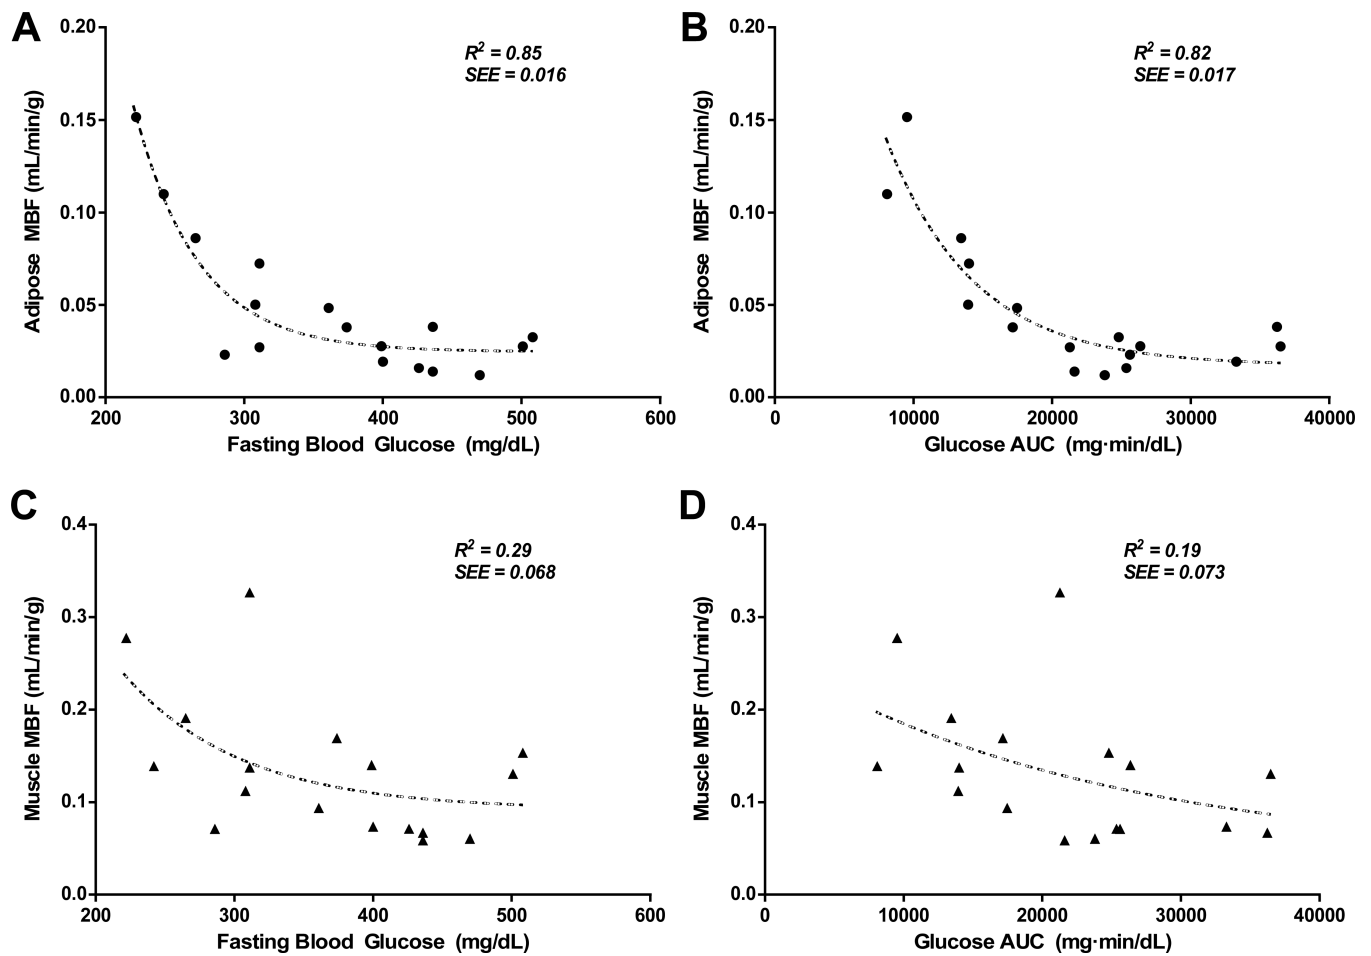 A
0.20
0.15
0.10
0.05
0.00
Adipose MBF (mL/min/g)
R² = 0.85
SEE = 0.016
200 300 400 500 600
Fasting Blood Glucose (mg/dL)
B
0.20
0.15
0.10
0.05
0.00
Adipose MBF (mL/min/g)
R² = 0.82
SEE = 0.017
0 10000 20000 30000 40000
Glucose AUC (mg·min/dL)
C
0.4
0.3
0.2
0.1
0.0
Muscle MBF (mL/min/g)
R² = 0.29
SEE = 0.068
200 300 400 500 600
Fasting Blood Glucose (mg/dL)
D
0.4
0.3
0.2
0.1
0.0
Muscle MBF (mL/min/g)
R² = 0.19
SEE = 0.073
0 10000 20000 30000 40000
Glucose AUC (mg·min/dL)